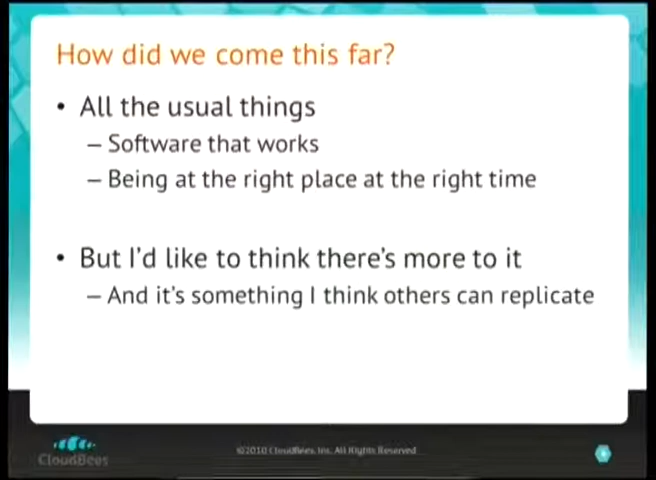 How did we come this far?
• All the usual things
– Software that works
– Being at the right place at the right time
• But I'd like to think there's more to it
– And it's something I think others can replicate
CloudBees
©2010 CloudBees, Inc. All Rights Reserved